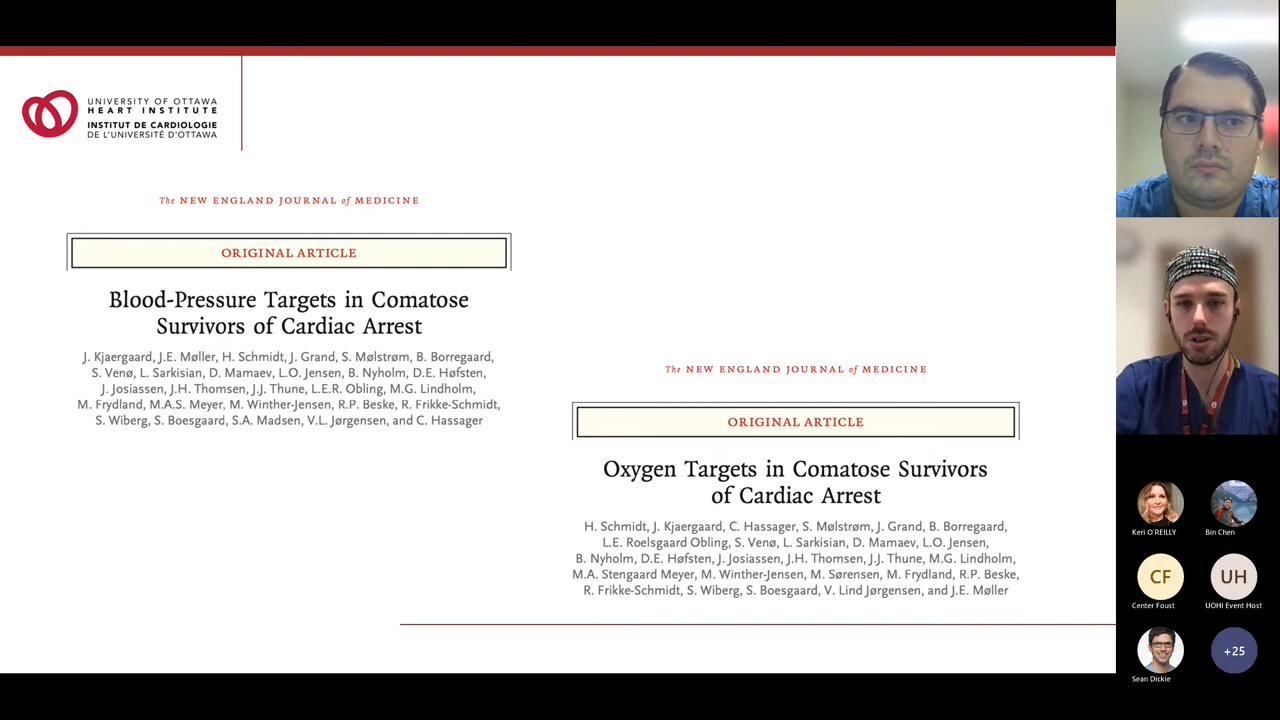 UNIVERSITY OF OTTAWA
HEART INSTITUTE
INSTITUT DE CARDIOLOGIE
DE L'UNIVERSITÉ D'OTTAWA
The NEW ENGLAND JOURNAL of MEDICINE
ORIGINAL ARTICLE
Blood-Pressure Targets in Comatose
Survivors of Cardiac Arrest
J. Kjaergaard, J.E. Møller, H. Schmidt, J. Grand, S. Mølstrøm, B. Borregaard,
S. Venø, L. Sarkisian, D. Mamaev, L.O. Jensen, B. Nyholm, D.E. Høfsten,
J. Josiassen, J.H. Thomsen, J.J. Thune, L.E.R. Obling, M.G. Lindholm,
M. Frydland, M.A.S. Meyer, M. Winther-Jensen, R.P. Beske, R. Frikke-Schmidt,
S. Wiberg, S. Boesgaard, S.A. Madsen, V.L. Jørgensen, and C. Hassager
The NEW ENGLAND JOURNAL of MEDICINE
ORIGINAL ARTICLE
Oxygen Targets in Comatose Survivors
of Cardiac Arrest
H. Schmidt, J. Kjaergaard, C. Hassager, S. Mølstrøm, J. Grand, B. Borregaard,
L.E. Roelsgaard Obling, S. Venø, L. Sarkisian, D. Mamaev, L.O. Jensen,
B. Nyholm, D.E. Høfsten, J. Josiassen, J.H. Thomsen, J.J. Thune, M.G. Lindholm,
M.A. Stengaard Meyer, M. Winther-Jensen, M. Sørensen, M. Frydland, R.P. Beske,
R. Frikke-Schmidt, S. Wiberg, S. Boesgaard, V. Lind Jørgensen, and J.E. Møller
Keri O'REILLY
Bin Chen
CF
UH
Center Foust
UOHI Event Host
+25
Sean Dickie